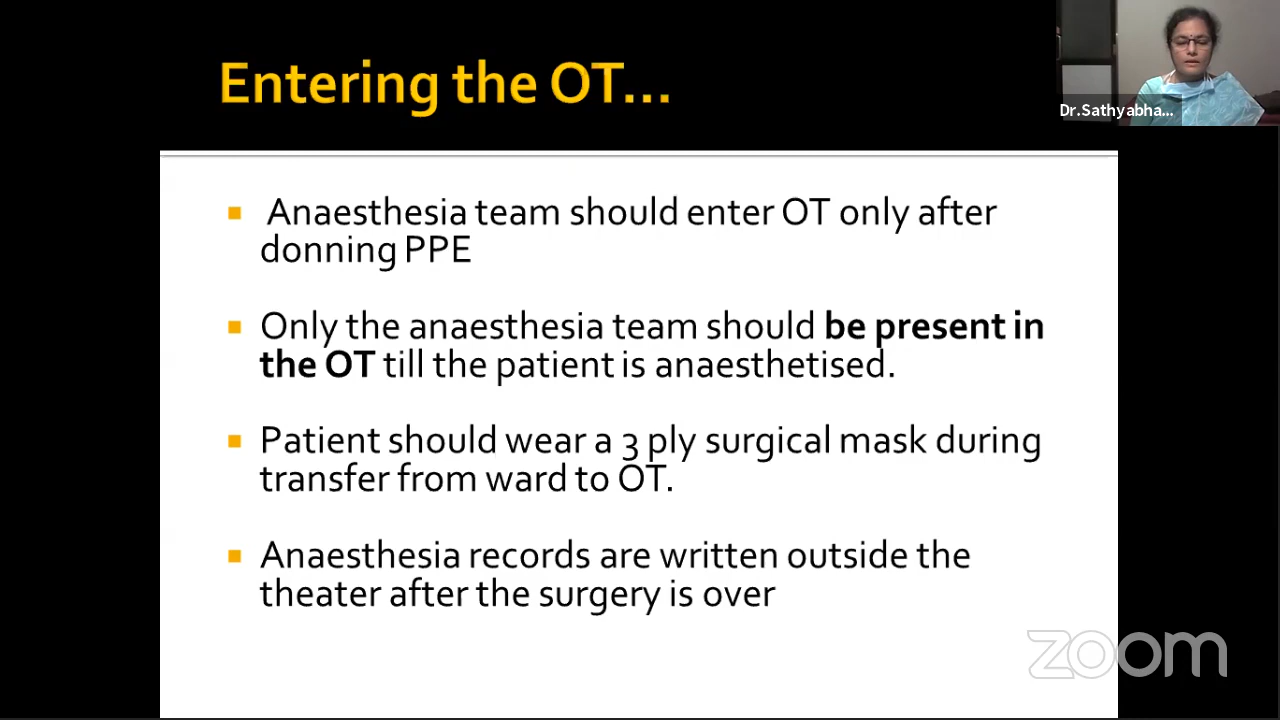 Entering the OT...
Dr.Sathyabha...
Anaesthesia team should enter OT only after
donning PPE
Only the anaesthesia team should be present in
the OT till the patient is anaesthetised.
Patient should wear a 3 ply surgical mask during
transfer from ward to OT.
Anaesthesia records are written outside the
theater after the surgery is over
zoom